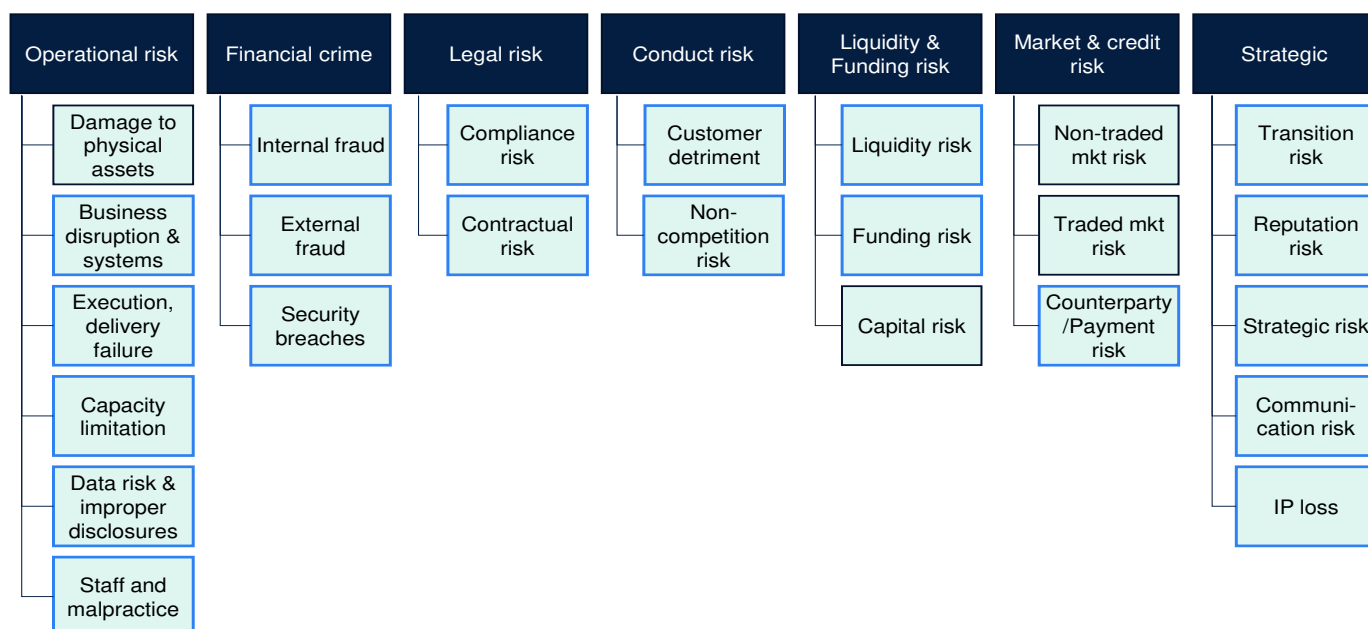 Operational risk
Financial crime
Legal risk
Conduct risk
Liquidity &
Funding risk
Market & credit
risk
Strategic
Damage to
physical
assets
Business
disruption &
systems
Execution,
delivery
failure
Capacity
limitation
Data risk &
improper
disclosures
Staff and
malpractice
Internal fraud
External
fraud
Security
breaches
Compliance
risk
Contractual
risk
Customer
detriment
Non-
competition
risk
Liquidity risk
Funding risk
Capital risk
Non-traded
mkt risk
Traded mkt
risk
Counterparty
/Payment
risk
Transition
risk
Reputation
risk
Strategic risk
Communi-
cation risk
IP loss